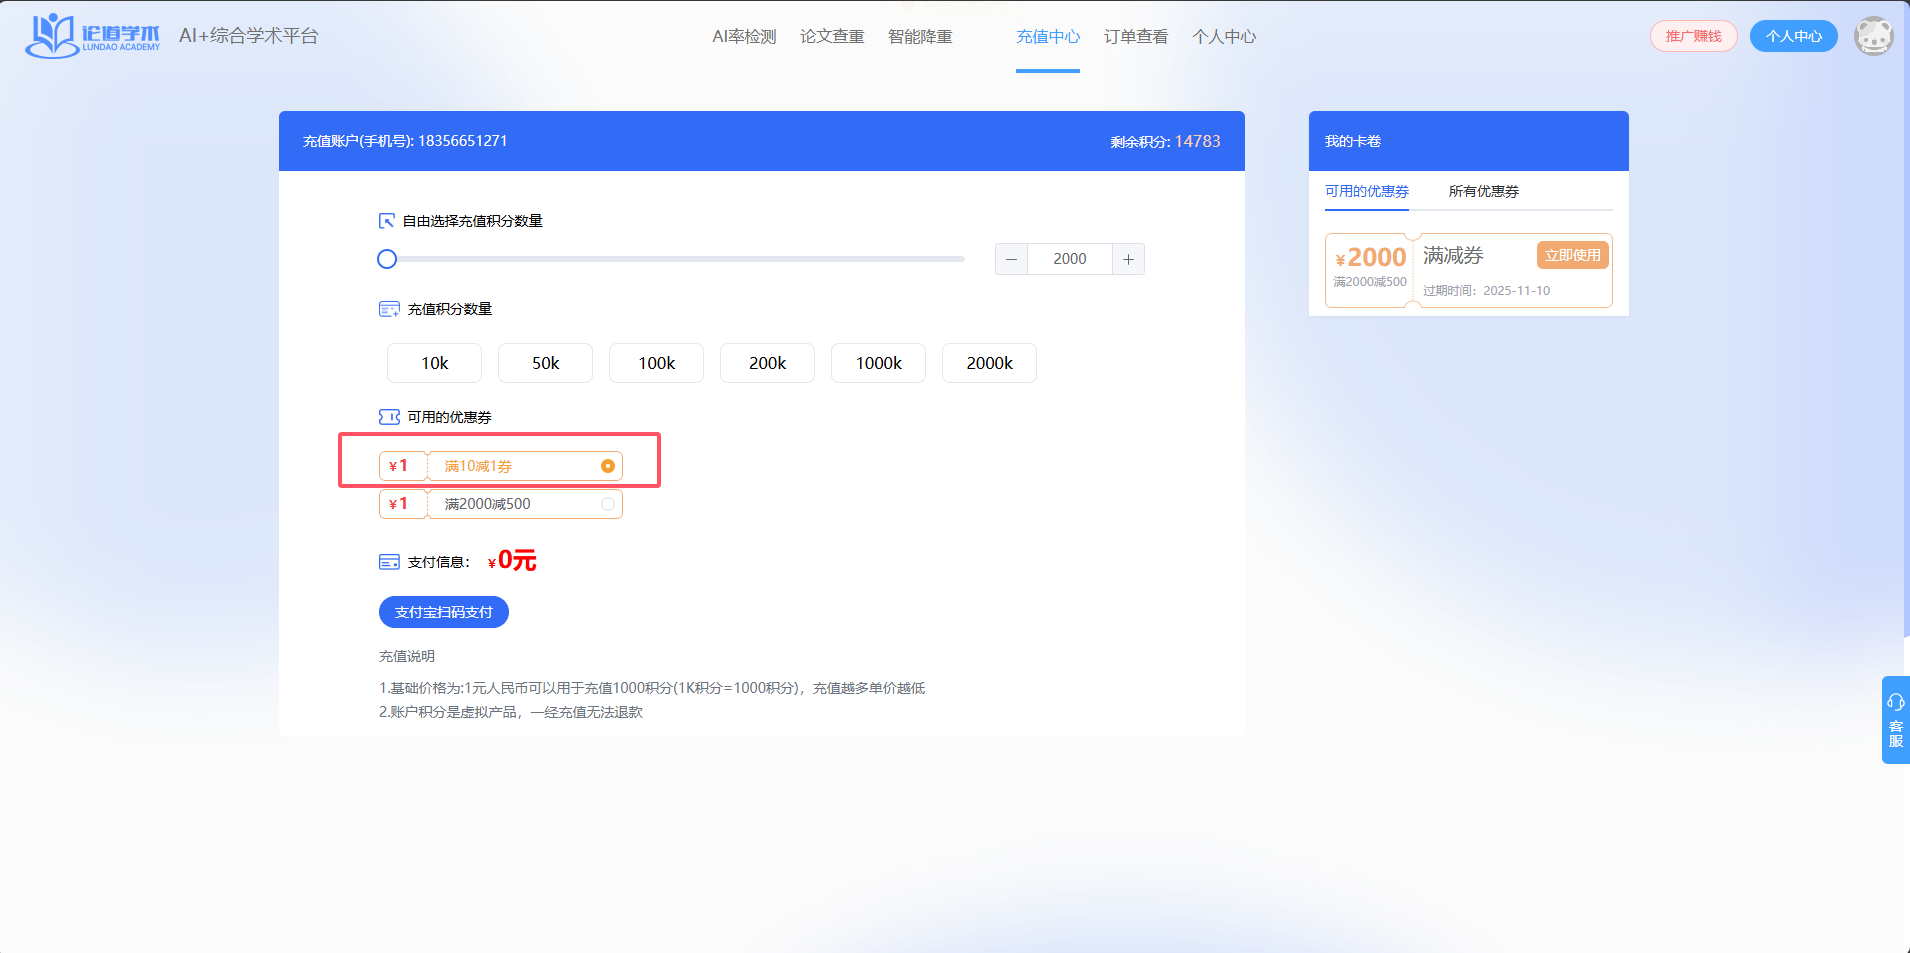 论道学术
LUNDAO ACADEMY
AI+综合学术平台
AI率检测
论文查重
智能降重
充值中心
订单查看
个人中心
推广赚钱
个人中心
充值账户(手机号): 18356651271
剩余积分: 14783
自由选择充值积分数量
2000
充值积分数量
10k
50k
100k
200k
1000k
2000k
可用的优惠券
¥1 满10减1券
¥1 满2000减500
支付信息： ¥0元
支付宝扫码支付
充值说明
1.基础价格为:1元人民币可以用于充值1000积分(1K积分=1000积分)，充值越多单价越低
2.账户积分是虚拟产品，一经充值无法退款
我的卡卷
可用的优惠券
所有优惠券
¥2000
满2000减500
满减券
立即使用
过期时间：2025-11-10
客服